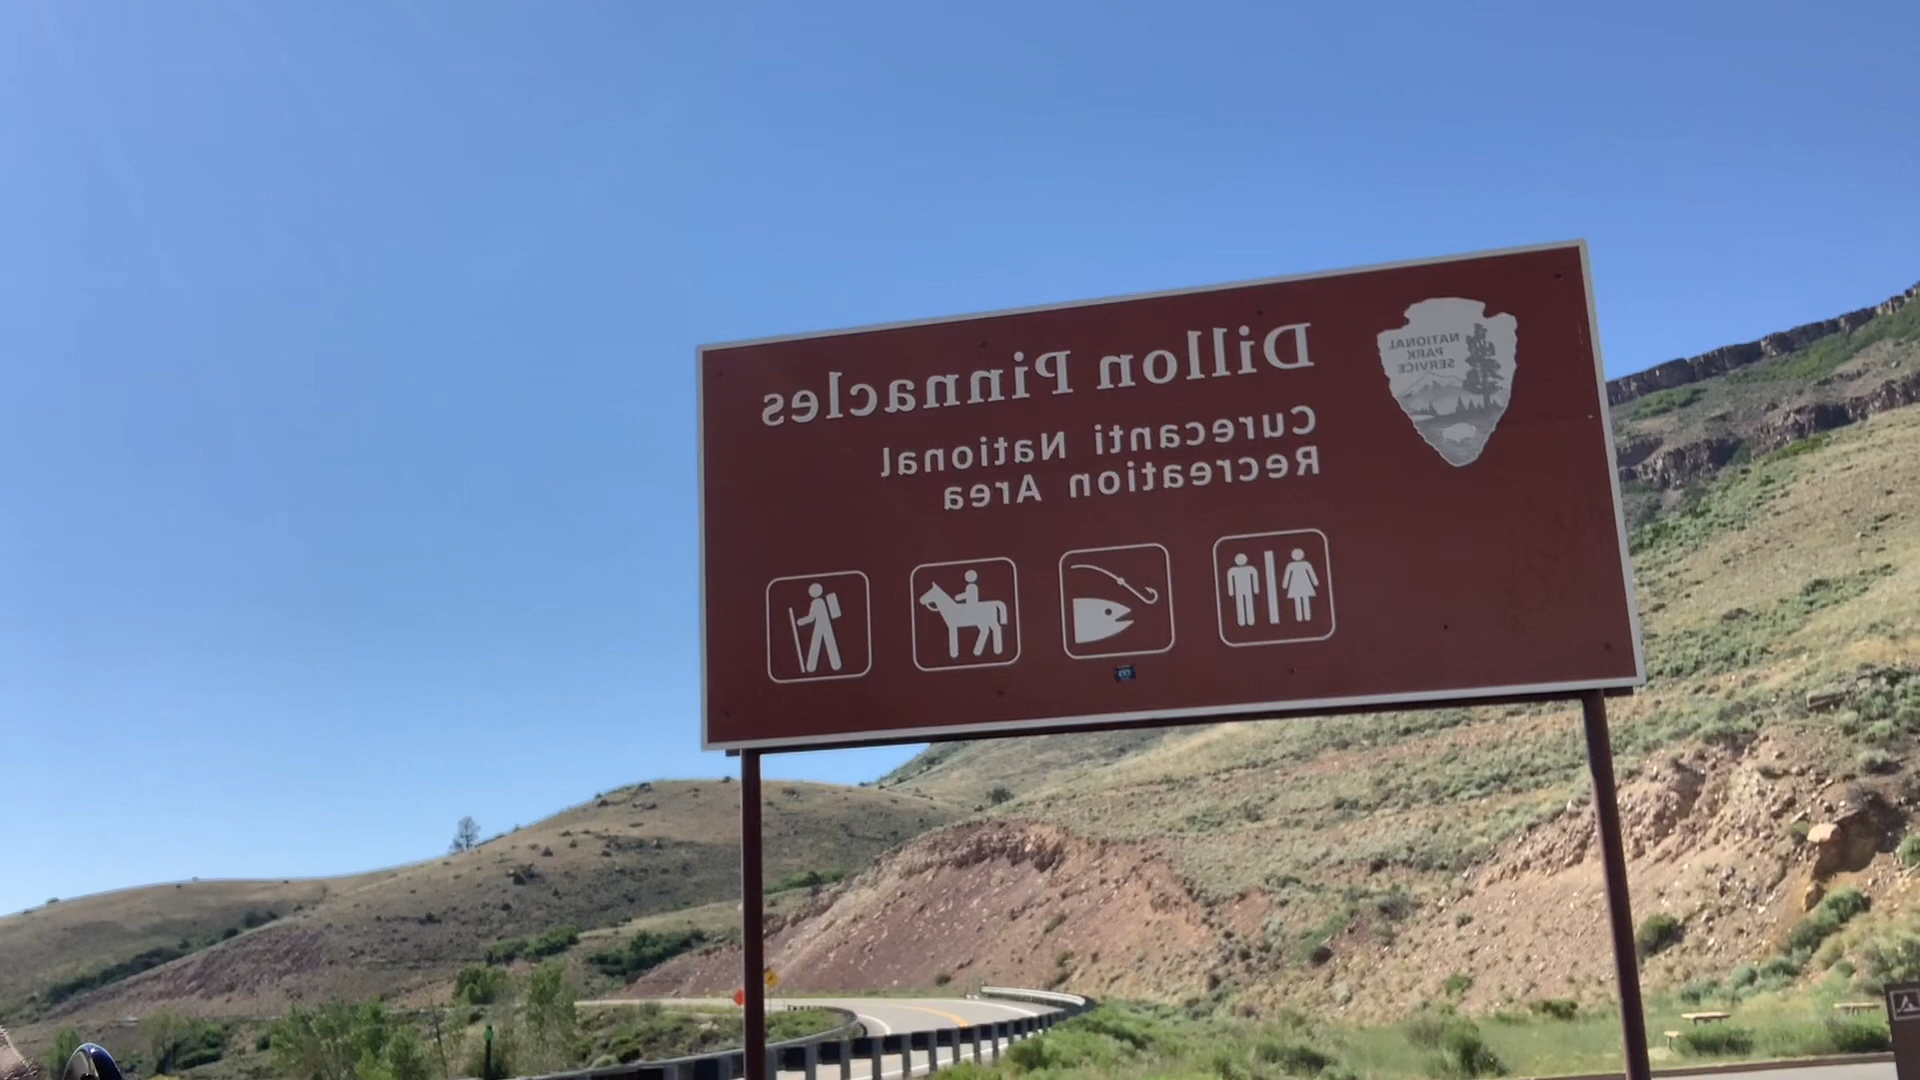 Dillon Pinnacles
Curecanti National
Recreation Area
NATIONAL
PARK
SERVICE